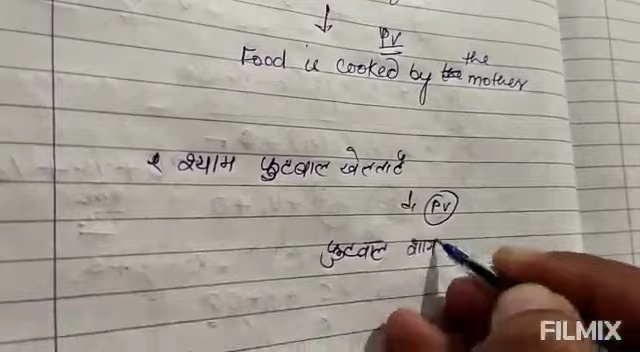 PV
Food is cooked by the mother
श्याम फुटबाल खेलता है
PV
फुटबाल शाम
FILMIX